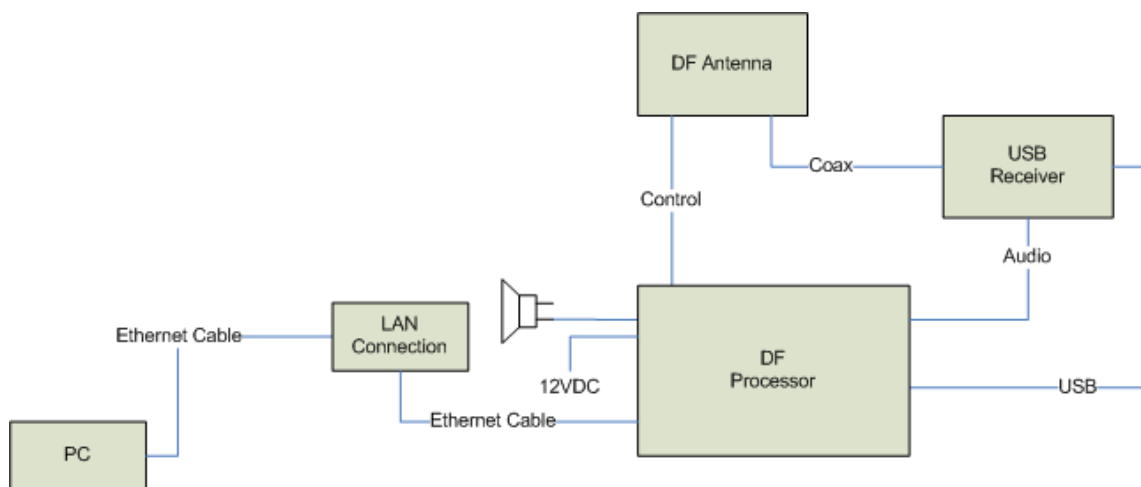 DF Antenna
USB
Receiver
Coax
Control
Audio
Ethernet Cable
LAN
Connection
DF
Processor
12VDC
USB
Ethernet Cable
PC